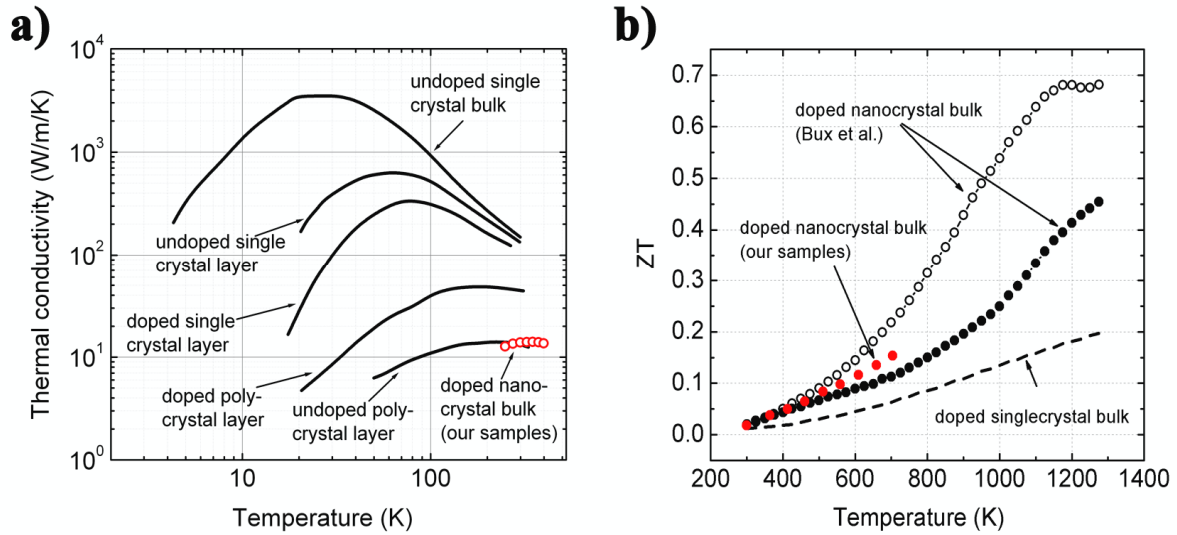 a)
Thermal conductivity (W/m/K)
10^4
10^3
10^2
10^1
10^0
undoped single
crystal bulk
undoped single
crystal layer
doped single
crystal layer
doped poly-
crystal layer
undoped poly-
crystal layer
doped nano-
crystal bulk
(our samples)
10
100
Temperature (K)
b)
ZT
0.7
0.6
0.5
0.4
0.3
0.2
0.1
0.0
doped nanocrystal bulk
(Bux et al.)
doped nanocrystal bulk
(our samples)
doped singlecrystal bulk
200
400
600
800
1000
1200
1400
Temperature (K)